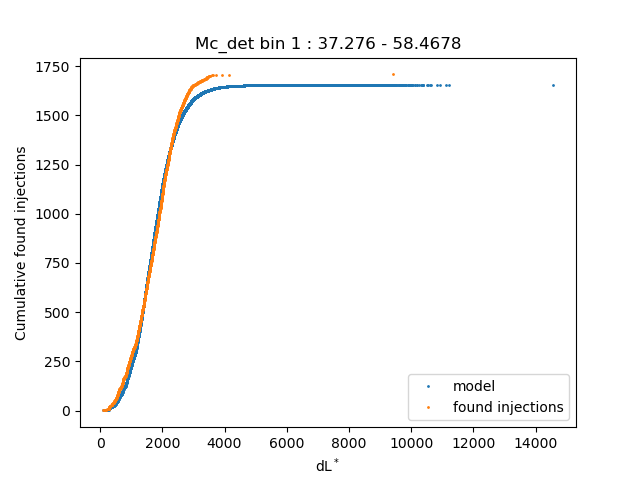 Mc_det bin 1 : 37.276 - 58.4678
Cumulative found injections
1750
1500
1250
1000
750
500
250
0
0 2000 4000 6000 8000 10000 12000 14000
dL*
model
found injections